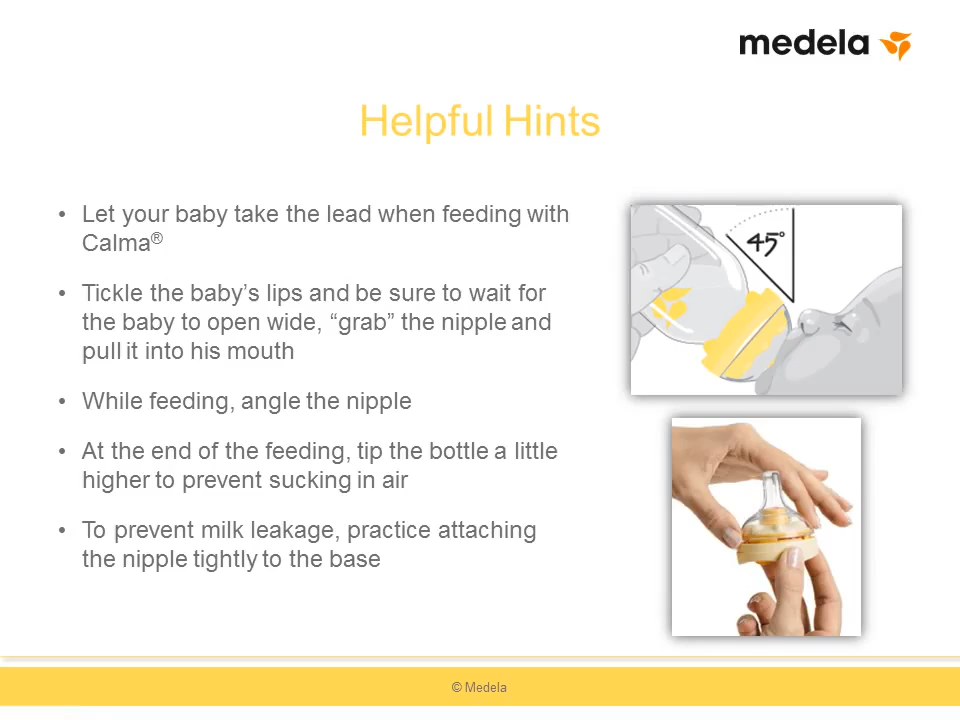 medela
Helpful Hints
• Let your baby take the lead when feeding with
Calma®
• Tickle the baby’s lips and be sure to wait for
the baby to open wide, “grab” the nipple and
pull it into his mouth
• While feeding, angle the nipple
• At the end of the feeding, tip the bottle a little
higher to prevent sucking in air
• To prevent milk leakage, practice attaching
the nipple tightly to the base
45°
© Medela